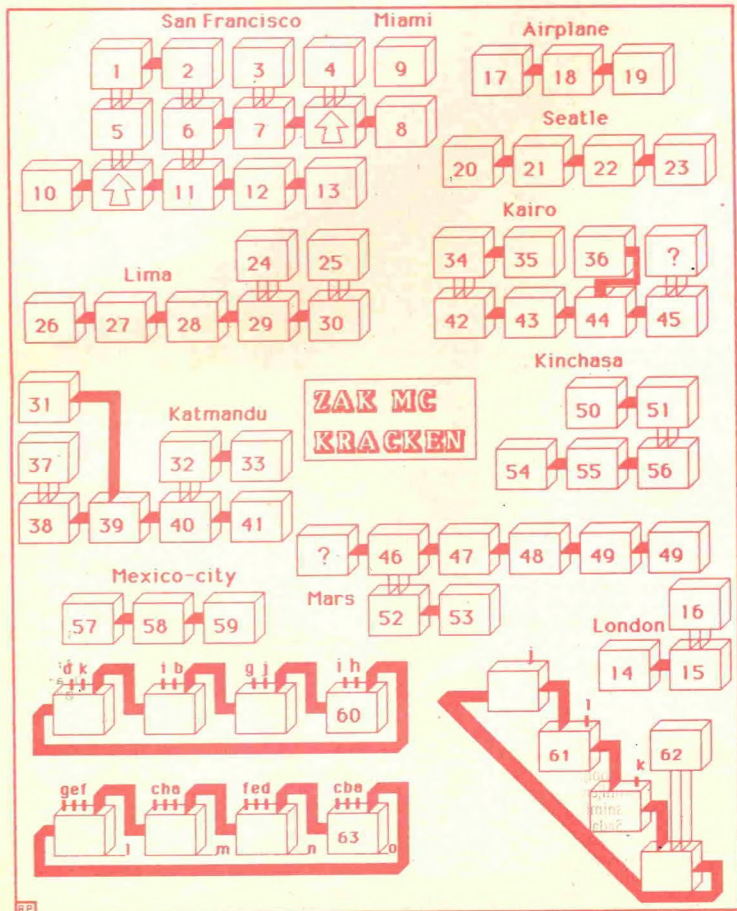 San Francisco
Miami
Airplane
1 2 3 4 9
17 18 19
5 6 7 8
Seatle
20 21 22 23
10 11 12 13
Kairo
24 25
34 35 36 ?
Lima
26 27 28 29 30
42 43 44 45
Kinchasa
31
ZAK MC
KRACKEN
50 51
Katmandu
37 32 33
54 55 56
38 39 40 41
? 46 47 48 49 49
Mexico-city
Mars
52 53
16
London
57 58 59
14 15
d k i b g j i h
j
60
l
61 62
k
gef cha fed cba
63
l m n o
RP